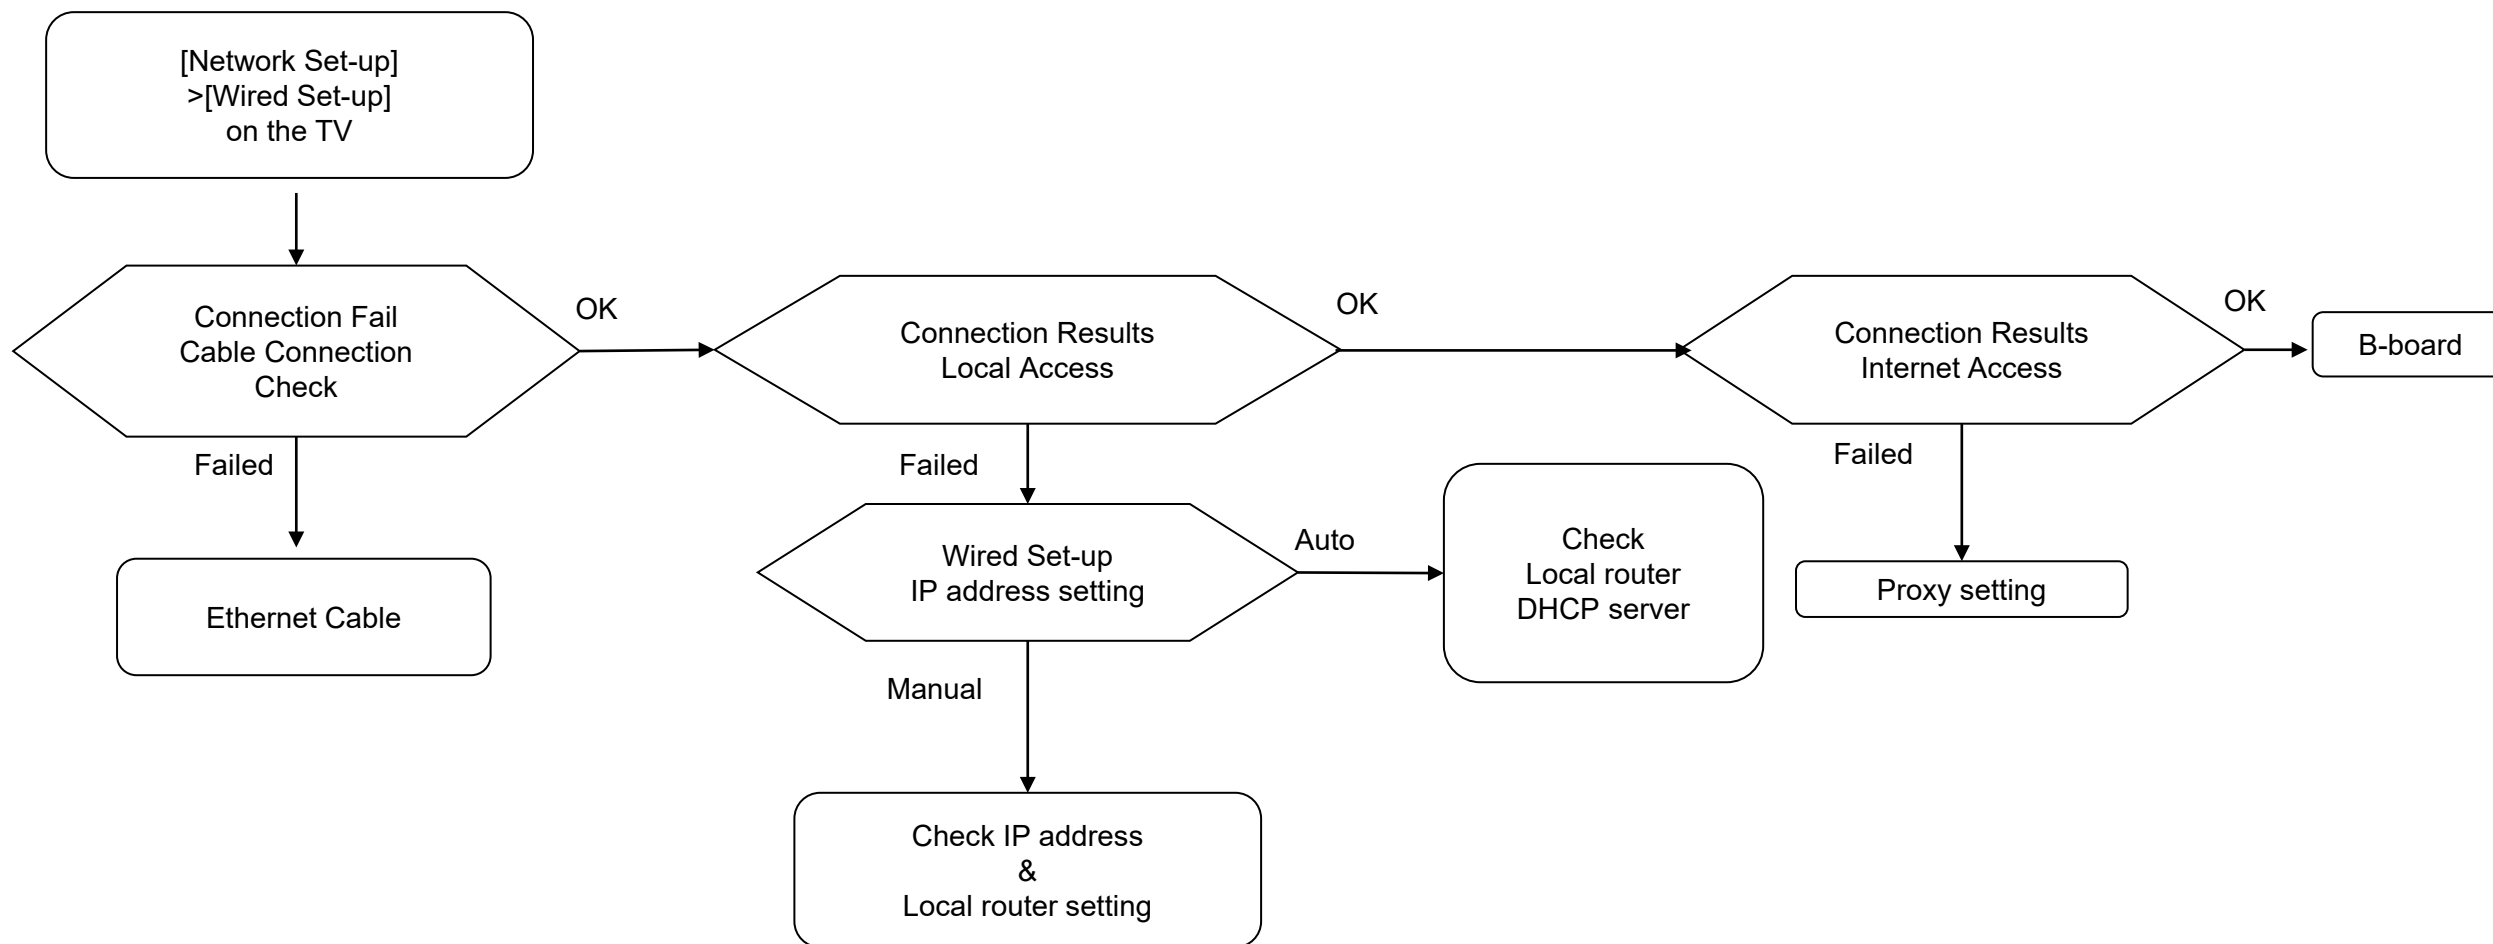 [Network Set-up]
>[Wired Set-up]
on the TV
Connection Fail
Cable Connection
Check
OK
Connection Results
Local Access
OK
Connection Results
Internet Access
OK
B-board
Failed
Ethernet Cable
Failed
Wired Set-up
IP address setting
Auto
Check
Local router
DHCP server
Failed
Proxy setting
Manual
Check IP address
&
Local router setting